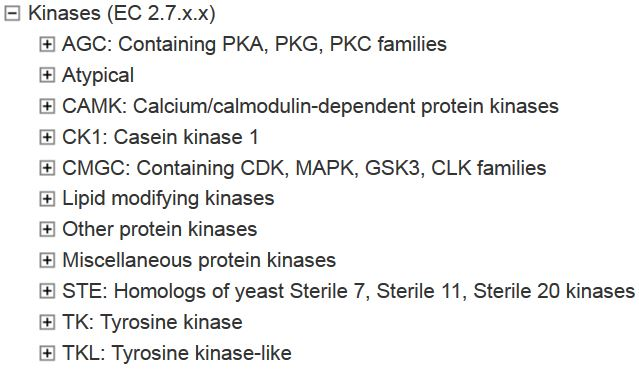 Kinases (EC 2.7.x.x)
AGC: Containing PKA, PKG, PKC families
Atypical
CAMK: Calcium/calmodulin-dependent protein kinases
CK1: Casein kinase 1
CMGC: Containing CDK, MAPK, GSK3, CLK families
Lipid modifying kinases
Other protein kinases
Miscellaneous protein kinases
STE: Homologs of yeast Sterile 7, Sterile 11, Sterile 20 kinases
TK: Tyrosine kinase
TKL: Tyrosine kinase-like